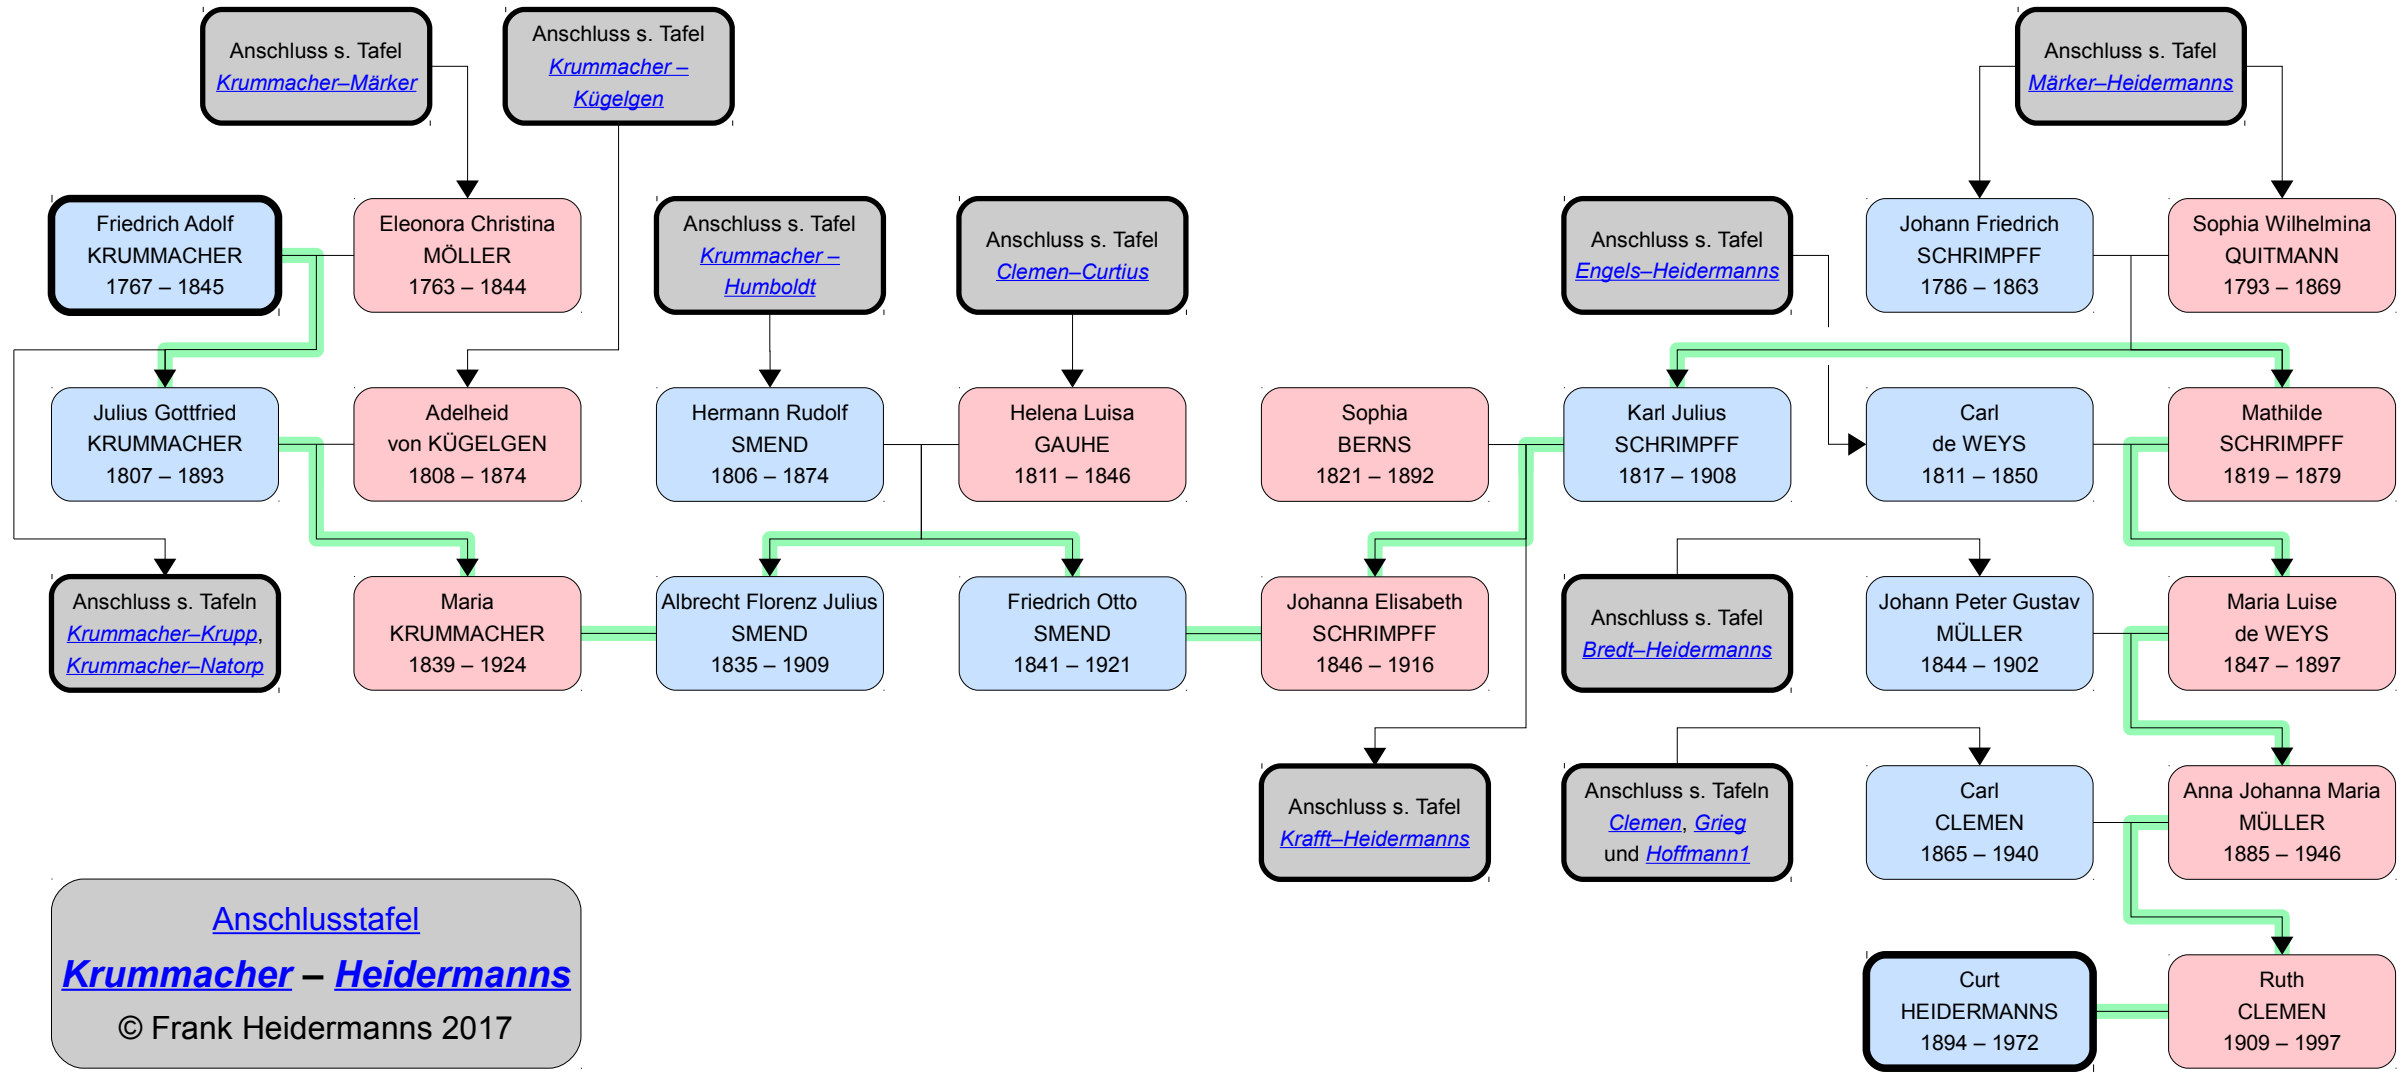 Anschluss s. Tafel
Krummacher–Märker
Anschluss s. Tafel
Krummacher –
Kügelgen
Anschluss s. Tafel
Märker–Heidermanns
Friedrich Adolf
KRUMMACHER
1767 – 1845
Eleonora Christina
MÖLLER
1763 – 1844
Anschluss s. Tafel
Krummacher –
Humboldt
Anschluss s. Tafel
Clemen–Curtius
Anschluss s. Tafel
Engels–Heidermanns
Johann Friedrich
SCHRIMPFF
1786 – 1863
Sophia Wilhelmina
QUITMANN
1793 – 1869
Julius Gottfried
KRUMMACHER
1807 – 1893
Adelheid
von KÜGELGEN
1808 – 1874
Hermann Rudolf
SMEND
1806 – 1874
Helena Luisa
GAUHE
1811 – 1846
Sophia
BERNS
1821 – 1892
Karl Julius
SCHRIMPFF
1817 – 1908
Carl
de WEYS
1811 – 1850
Mathilde
SCHRIMPFF
1819 – 1879
Anschluss s. Tafeln
Krummacher–Krupp,
Krummacher–Natorp
Maria
KRUMMACHER
1839 – 1924
Albrecht Florenz Julius
SMEND
1835 – 1909
Friedrich Otto
SMEND
1841 – 1921
Johanna Elisabeth
SCHRIMPFF
1846 – 1916
Anschluss s. Tafel
Bredt–Heidermanns
Johann Peter Gustav
MÜLLER
1844 – 1902
Maria Luise
de WEYS
1847 – 1897
Anschluss s. Tafel
Krafft–Heidermanns
Anschluss s. Tafeln
Clemen, Grieg
und Hoffmann1
Carl
CLEMEN
1865 – 1940
Anna Johanna Maria
MÜLLER
1885 – 1946
Anschlusstafel
Krummacher – Heidermanns
© Frank Heidermanns 2017
Curt
HEIDERMANNS
1894 – 1972
Ruth
CLEMEN
1909 – 1997